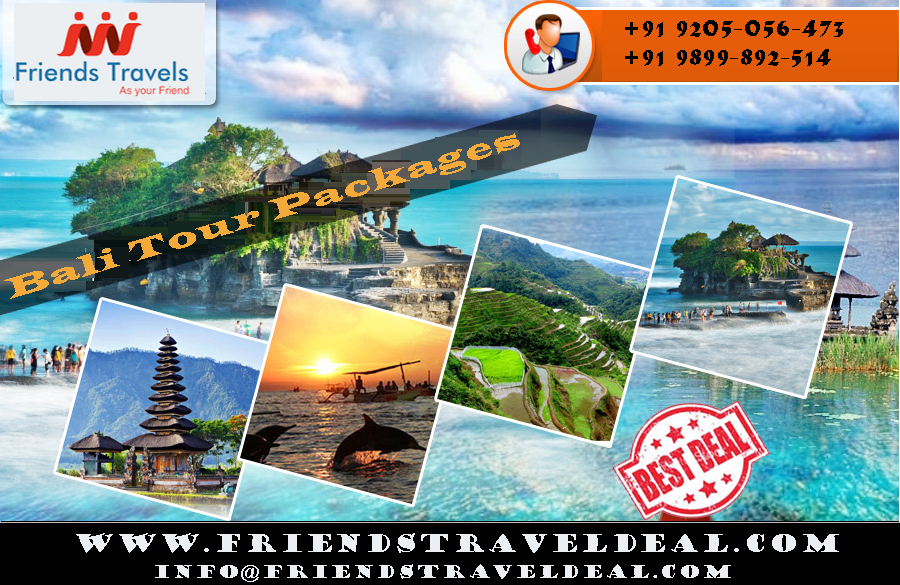 Friends Travels
As your Friend
+91 9205-056-473
+91 9899-892-514
Bali Tour Packages
BEST DEAL
WWW.FRIENDSTRAVELDEAL.COM
INFO@FRIENDSTRAVELDEAL.COM